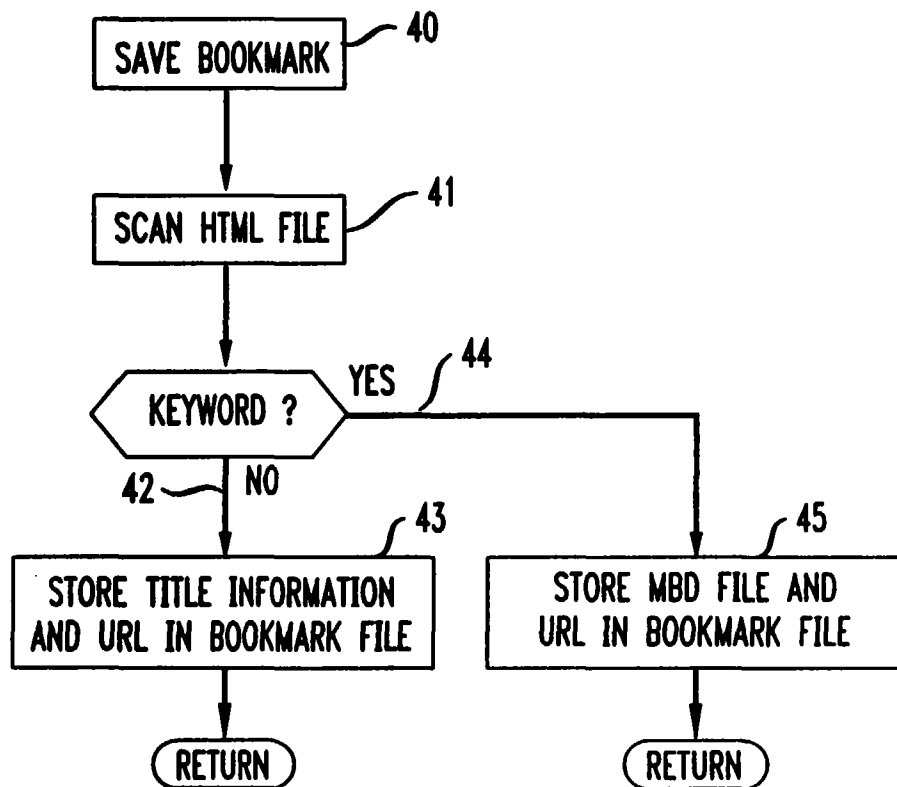 40
SAVE BOOKMARK
41
SCAN HTML FILE
44
YES
KEYWORD ?
42
NO
43
45
STORE TITLE INFORMATION
AND URL IN BOOKMARK FILE
STORE MBD FILE AND
URL IN BOOKMARK FILE
RETURN
RETURN